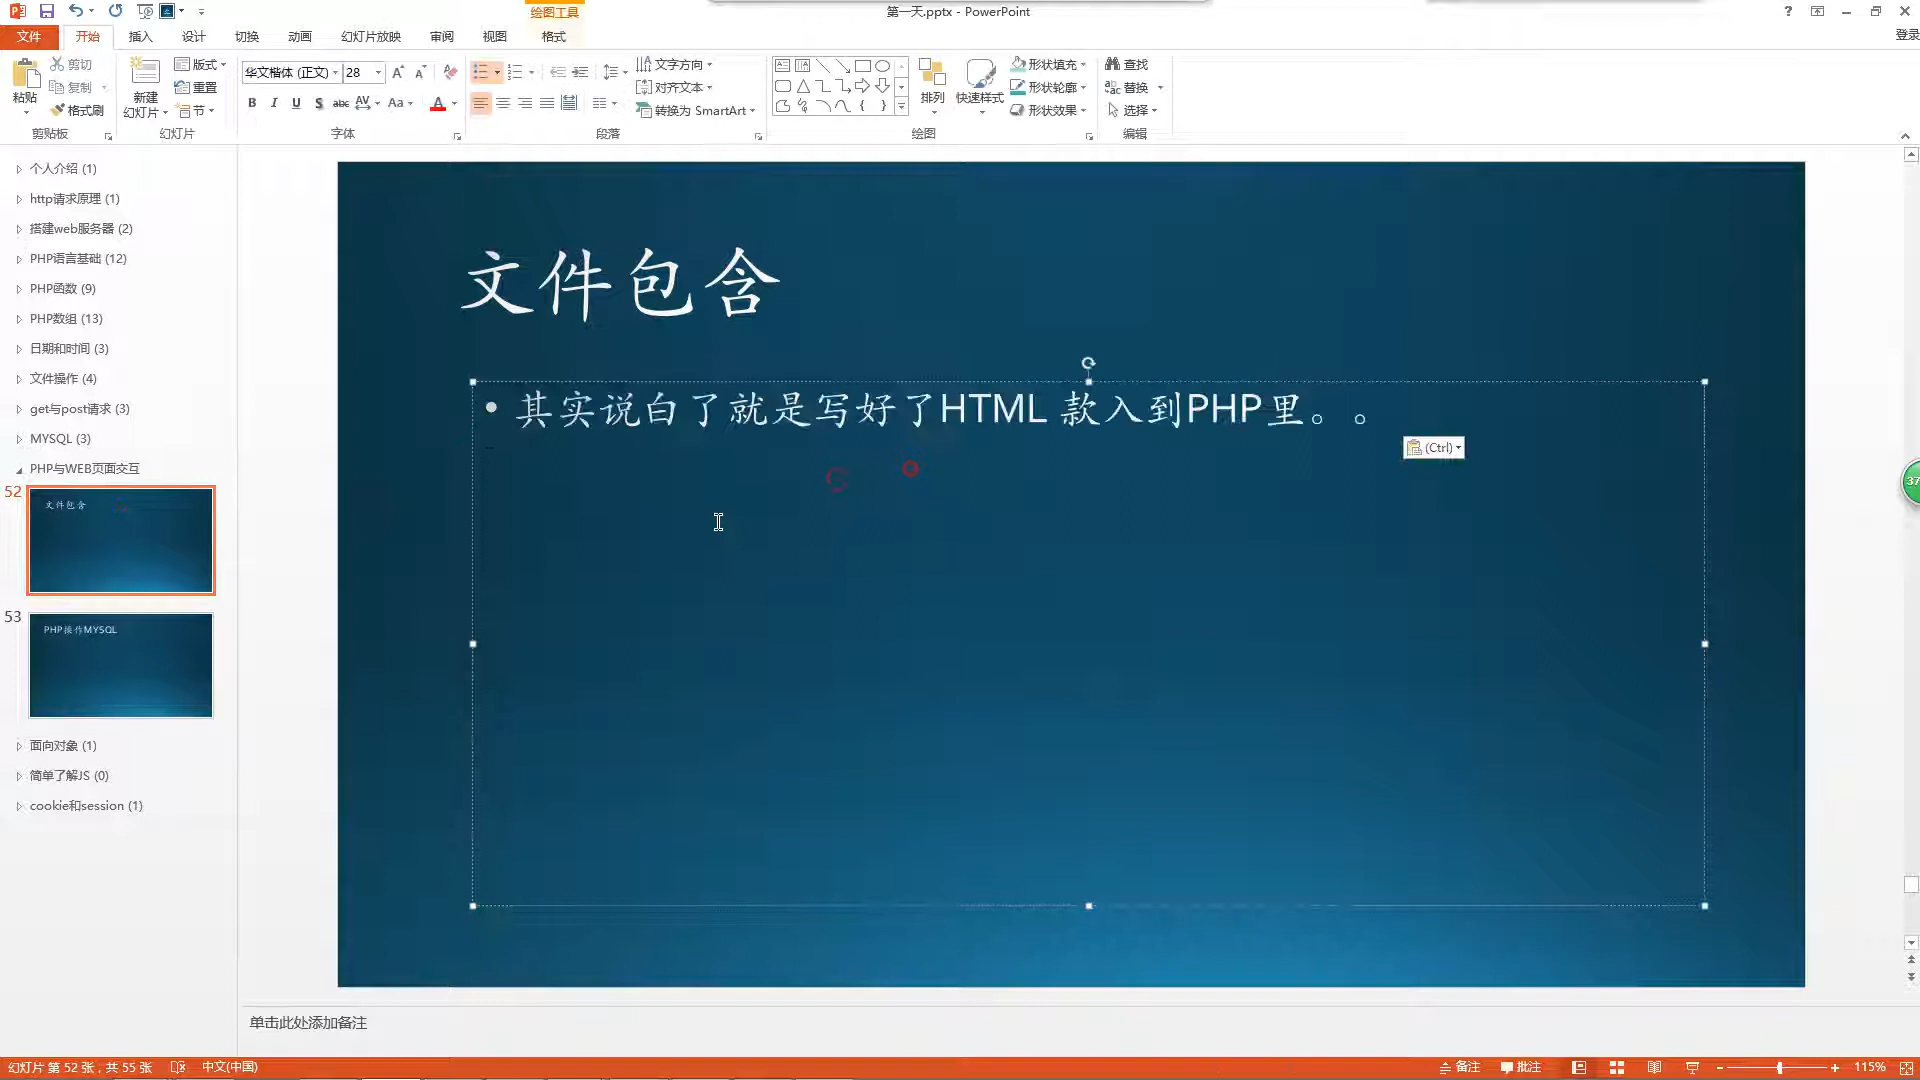 绘图工具
第一天.pptx - PowerPoint
文件 开始 插入 设计 切换 动画 幻灯片放映 审阅 视图 格式 登录
粘贴 剪切 复制 格式刷 剪贴板
新建幻灯片 版式 重置 节 幻灯片
华文楷体 (正文) 28
B I U S abc AV Aa A 字体
文字方向 对齐文本 转换为 SmartArt 段落
排列 快速样式 形状填充 形状轮廓 形状效果 绘图
查找 替换 选择 编辑
个人介绍 (1)
http请求原理 (1)
搭建web服务器 (2)
PHP语言基础 (12)
PHP函数 (9)
PHP数组 (13)
日期和时间 (3)
文件操作 (4)
get与post请求 (3)
MYSQL (3)
PHP与WEB页面交互
52
文件包含
53
PHP操作MYSQL
面向对象 (1)
简单了解JS (0)
cookie和session (1)
文件包含
• 其实说白了就是写好了HTML 款入到PHP里。。
(Ctrl)
37
单击此处添加备注
幻灯片 第 52 张，共 55 张 中文(中国) 备注 批注 115%